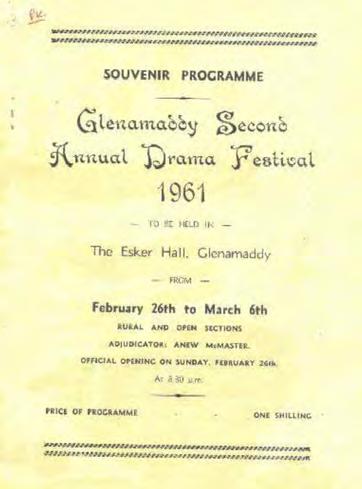 SOUVENIR PROGRAMME
Glenamaddy Second
Annual Drama Festival
1961
— TO BE HELD IN —
The Esker Hall, Glenamaddy
— FROM —
February 26th to March 6th
RURAL AND OPEN SECTIONS
ADJUDICATOR: ANEW McMASTER.
OFFICIAL OPENING ON SUNDAY, FEBRUARY 26th.
At 8.30
PRICE OF PROGRAMME - - ONE SHILLING